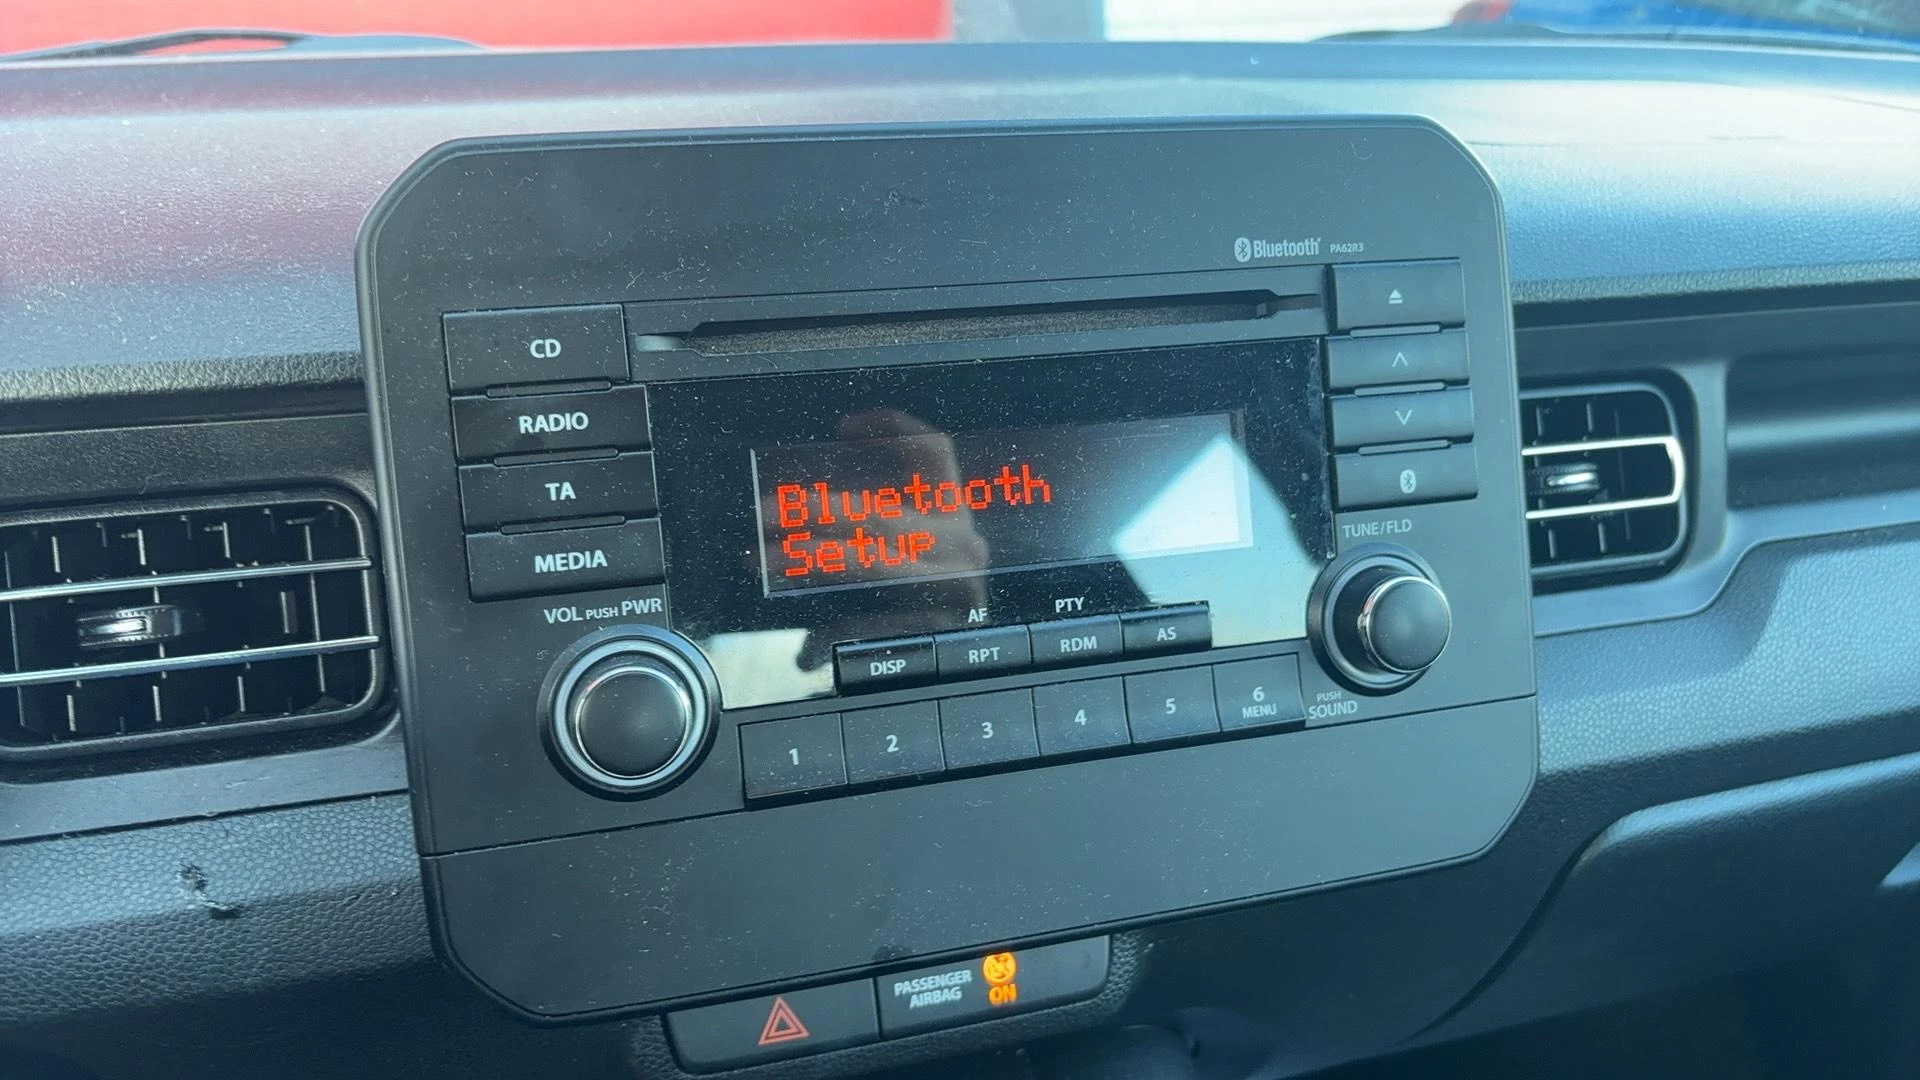 Bluetooth® PA62R3
CD
RADIO
TA
MEDIA
Bluetooth
Setup
TUNE/FLD
VOL PUSH PWR
AF PTY
DISP RPT RDM AS
1 2 3 4 5 6 MENU
PUSH
SOUND
PASSENGER
AIRBAG
ON